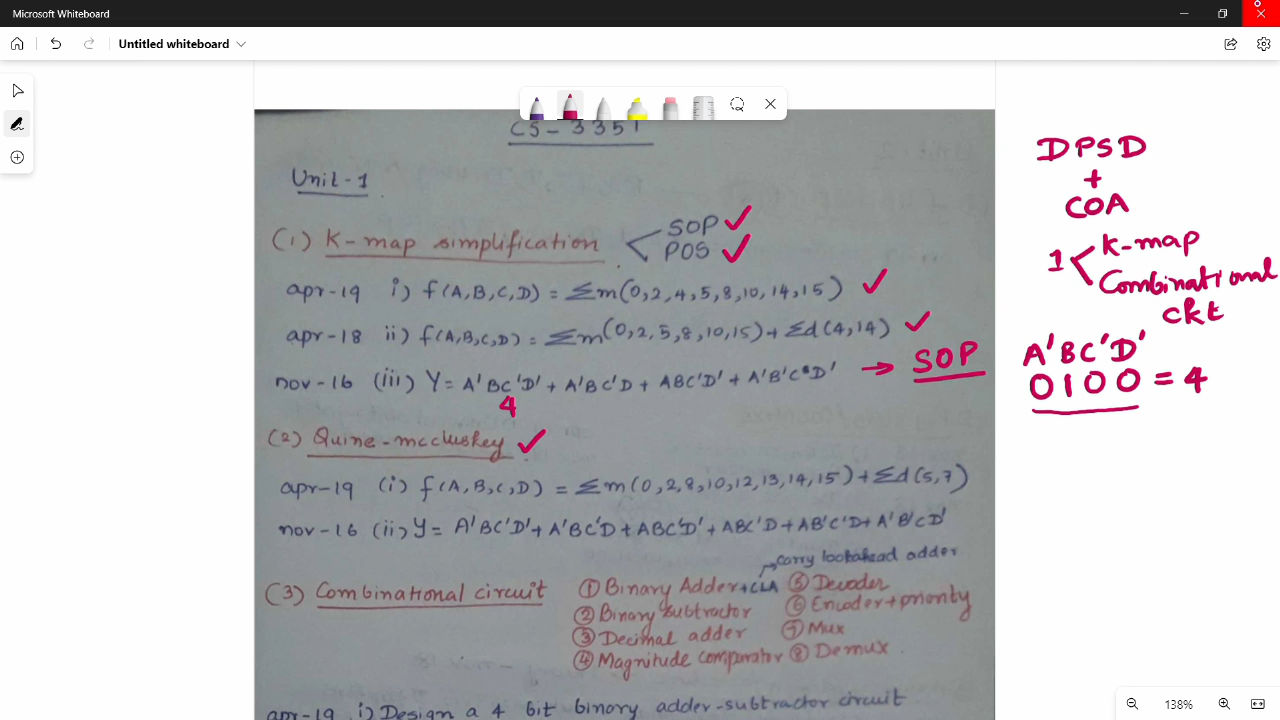 Microsoft Whiteboard
Untitled whiteboard
CS-3351
Unit-1
(1) K-map simplification
SOP ✓
POS ✓
apr-19 i) f(A,B,C,D) = Σm(0,2,4,5,8,10,14,15) ✓
apr-18 ii) f(A,B,C,D) = Σm(0,2,5,8,10,15) + Σd(4,14) ✓
nov-16 (iii) Y = A'BC'D' + A'BC'D + ABC'D' + A'B'C D' → SOP
4
(2) Quine-mccluskey ✓
apr-19 (i) f(A,B,C,D) = Σm(0,2,8,10,12,13,14,15) + Σd(5,7)
nov-16 (ii) Y = A'BC'D' + A'BC'D + ABC'D' + ABC'D + AB'C'D + A'B'CD'
→ carry lookahead adder
(3) Combinational circuit
① Binary Adder + CLA
② Binary subtractor
③ Decimal adder
④ Magnitude comparator
⑤ Decoder
⑥ Encoder + priority
⑦ Mux
⑧ Demux
apr-19 i) Design a 4 bit binary adder-subtractor circuit
DPSD
+
COA
1 < K-map
Combinational
ckt
A'BC'D'
0100 = 4
138%